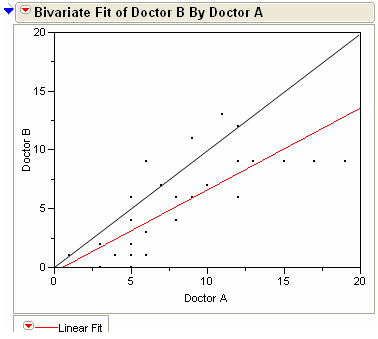 Bivariate Fit of Doctor B By Doctor A
20
15
10
5
0
Doctor B
0
5
10
15
20
Doctor A
Linear Fit